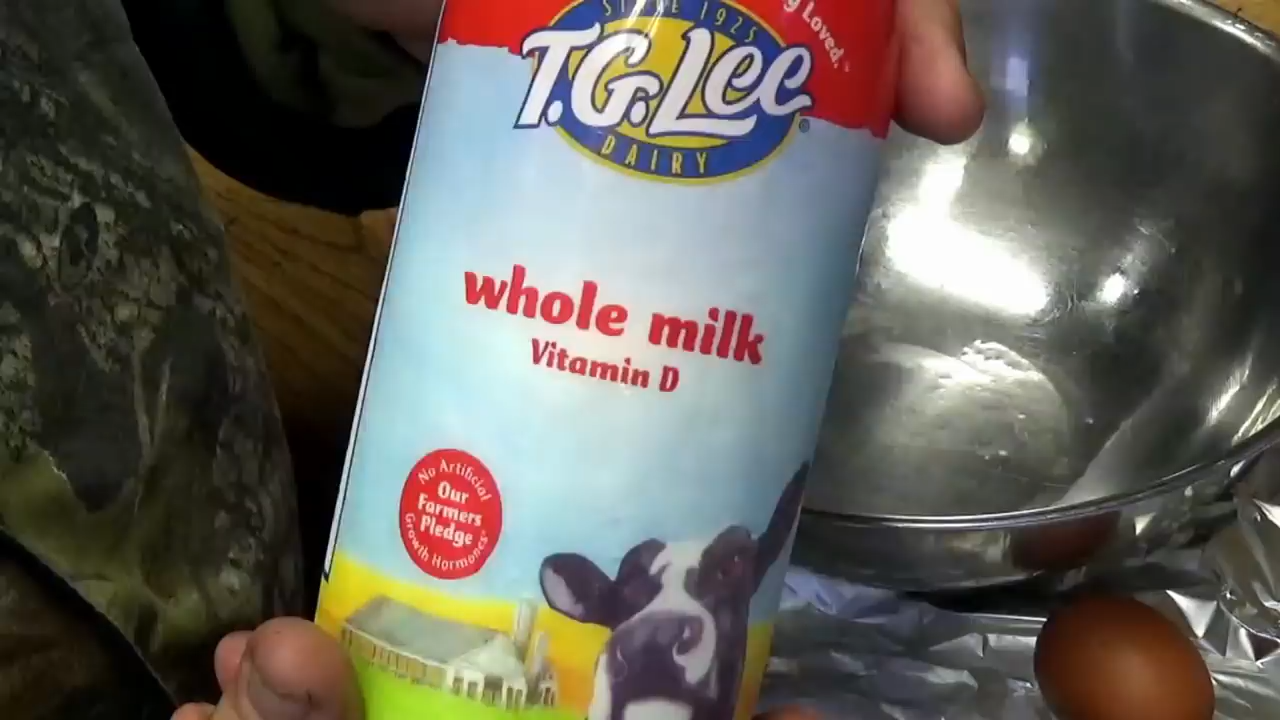 SINCE 1925
Loved.
T.G. Lee
DAIRY
whole milk
Vitamin D
No Artificial
Our
Farmers
Pledge
Growth Hormones*